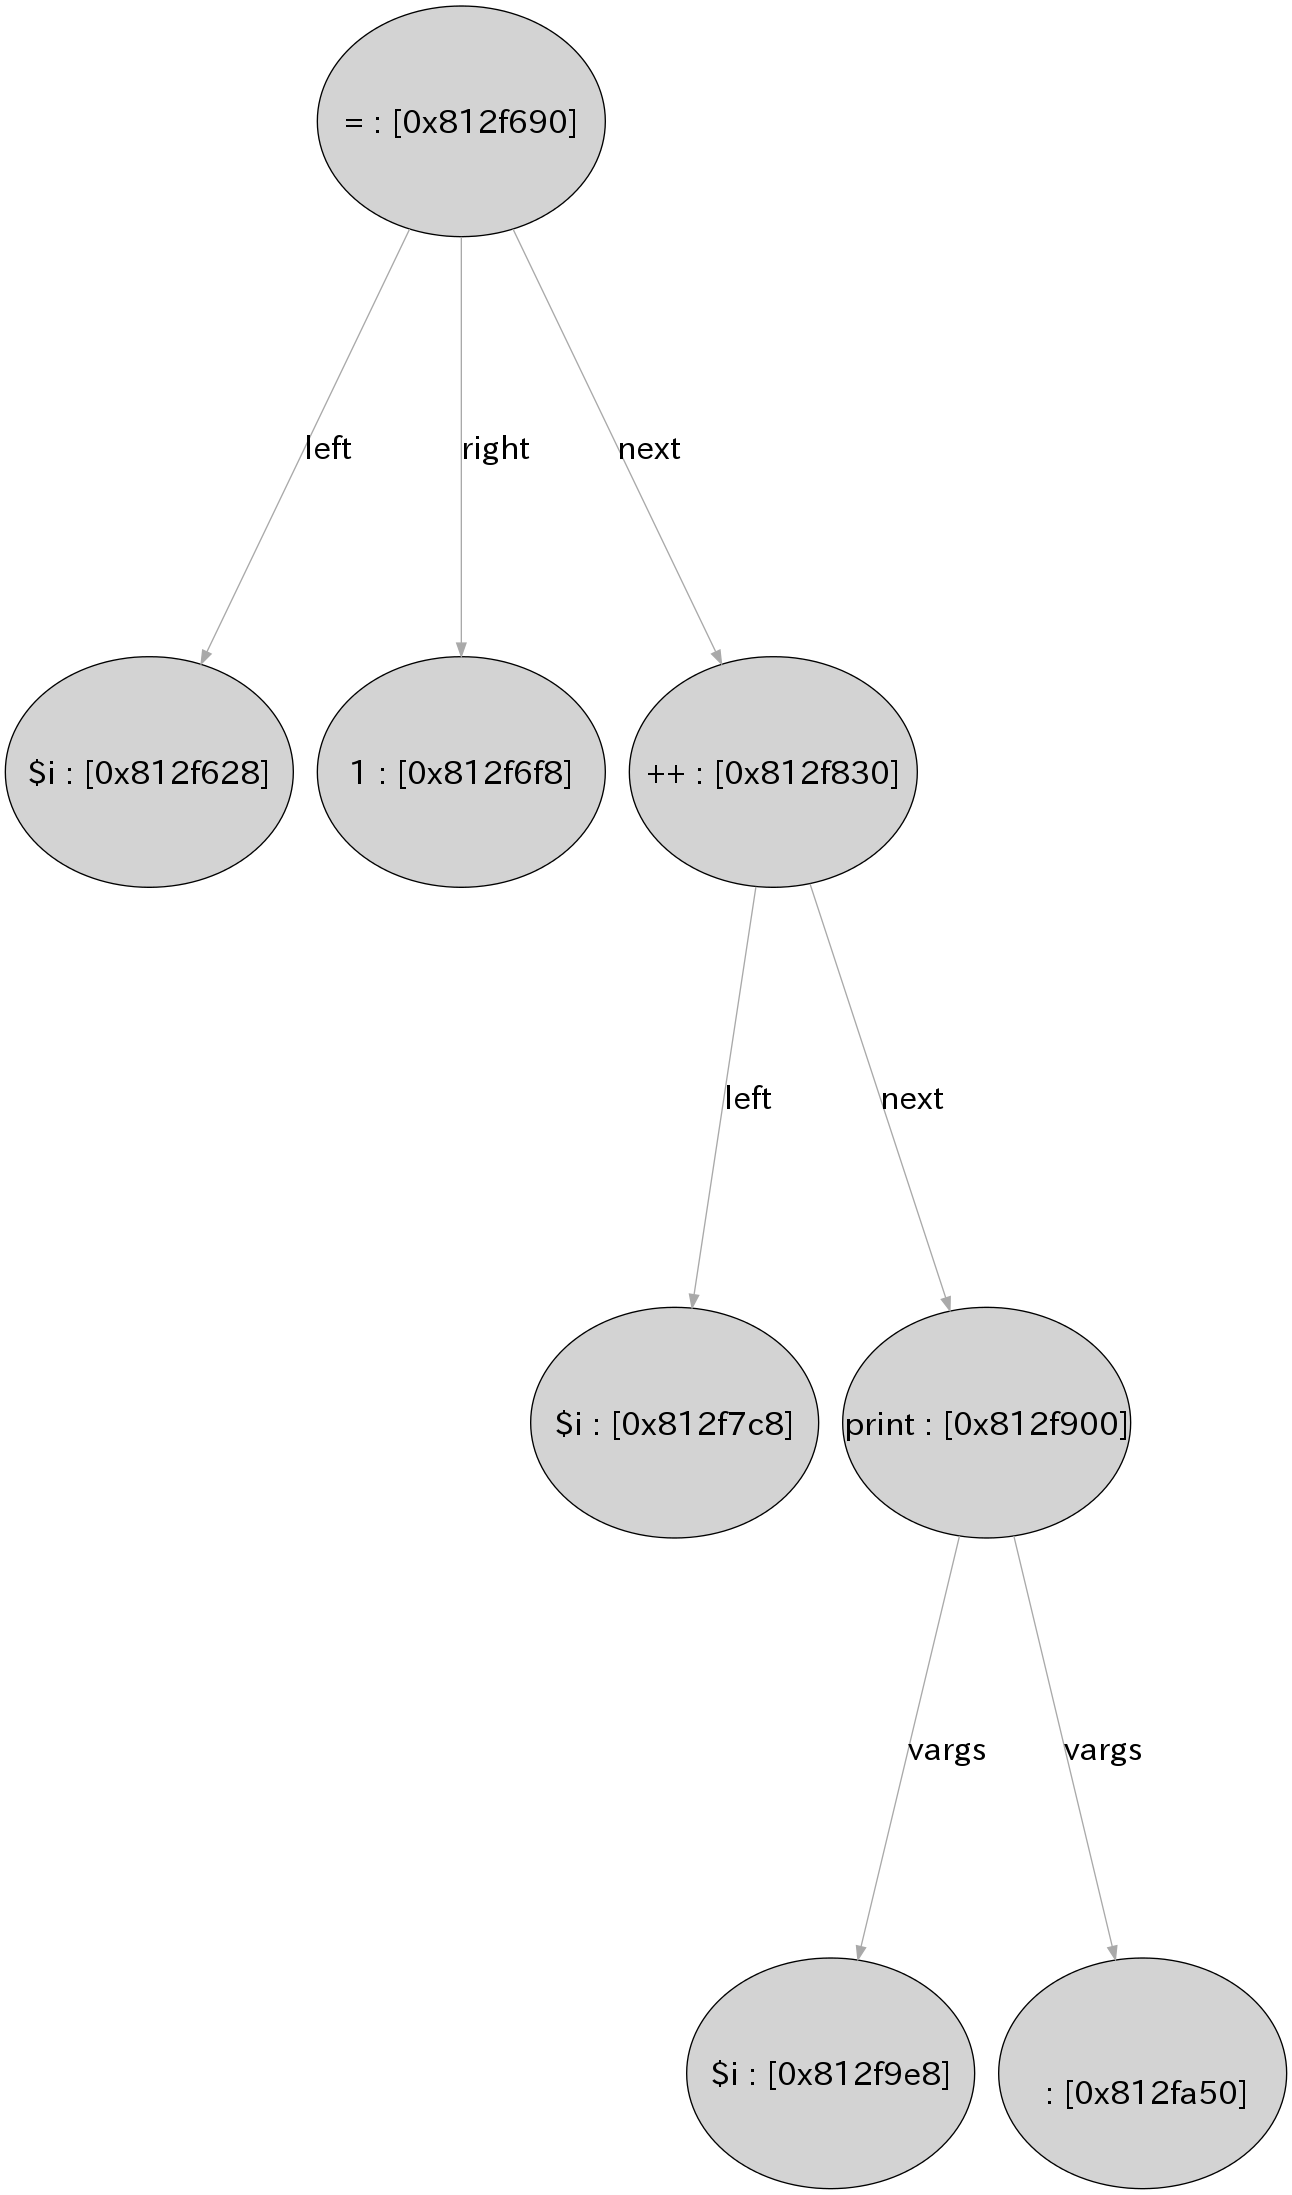 = : [0x812f690]
left
right
next
$i : [0x812f628]
1 : [0x812f6f8]
++ : [0x812f830]
left
next
$i : [0x812f7c8]
print : [0x812f900]
vargs
vargs
$i : [0x812f9e8]
: [0x812fa50]